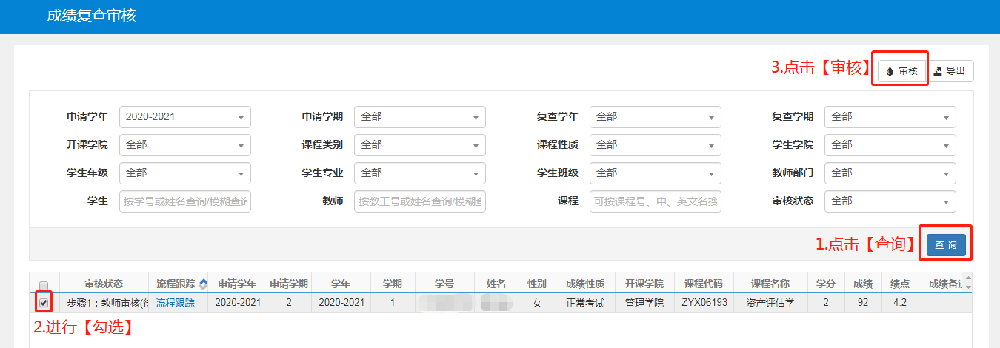 成绩复查审核
3.点击【审核】 审核 导出
申请学年 2020-2021 申请学期 全部 复查学年 全部 复查学期 全部
开课学院 全部 课程类别 全部 课程性质 全部 学生学院 全部
学生年级 全部 学生专业 全部 学生班级 全部 教师部门 全部
学生 按学号或姓名查询/模糊查询 教师 按教工号或姓名查询/模糊查 课程 可按课程号、中、英文名搜 审核状态 全部
1.点击【查询】 查 询
审核状态 流程跟踪 申请学年 申请学期 学年 学期 学号 姓名 性别 成绩性质 开课学院 课程代码 课程名称 学分 成绩 绩点 成绩备注
步骤1：教师审核(待 流程跟踪 2020-2021 2 2020-2021 1 女 正常考试 管理学院 ZYX06193 资产评估学 2 92 4.2
2.进行【勾选】